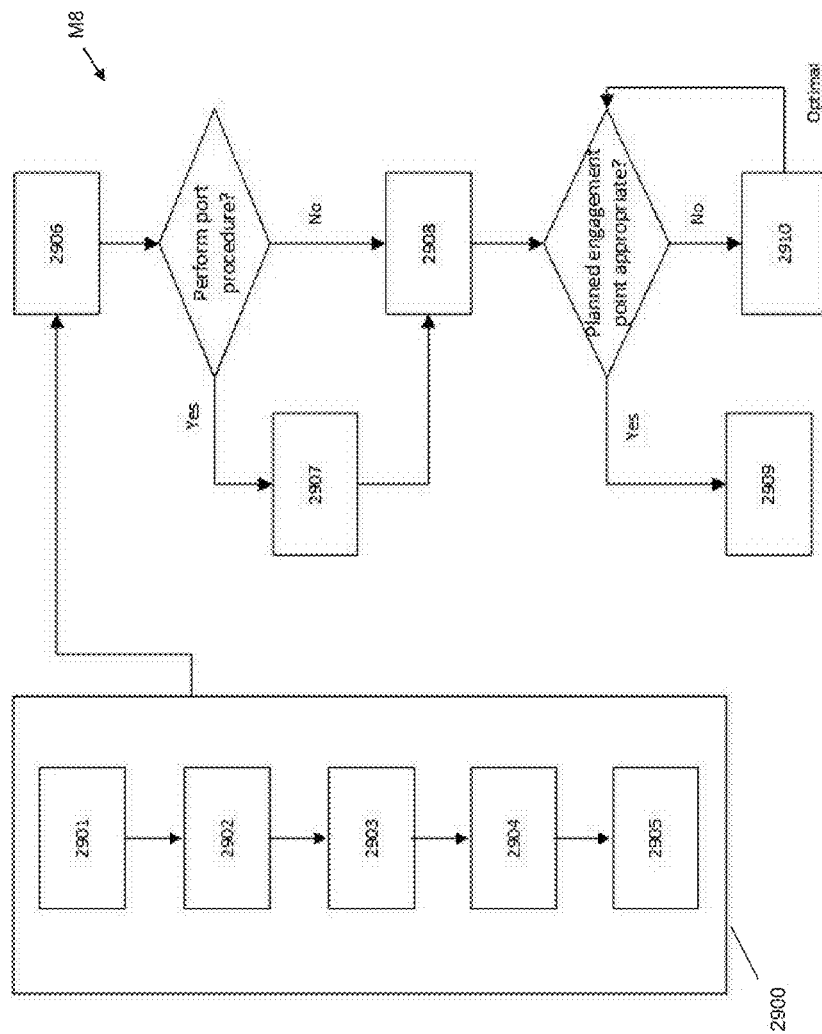 M8
2900
2901
2902
2903
2904
2905
2906
Perform port
procedure?
Yes
No
2907
2908
Planned engagement
point appropriate?
Yes
No
2909
2910
Optimal